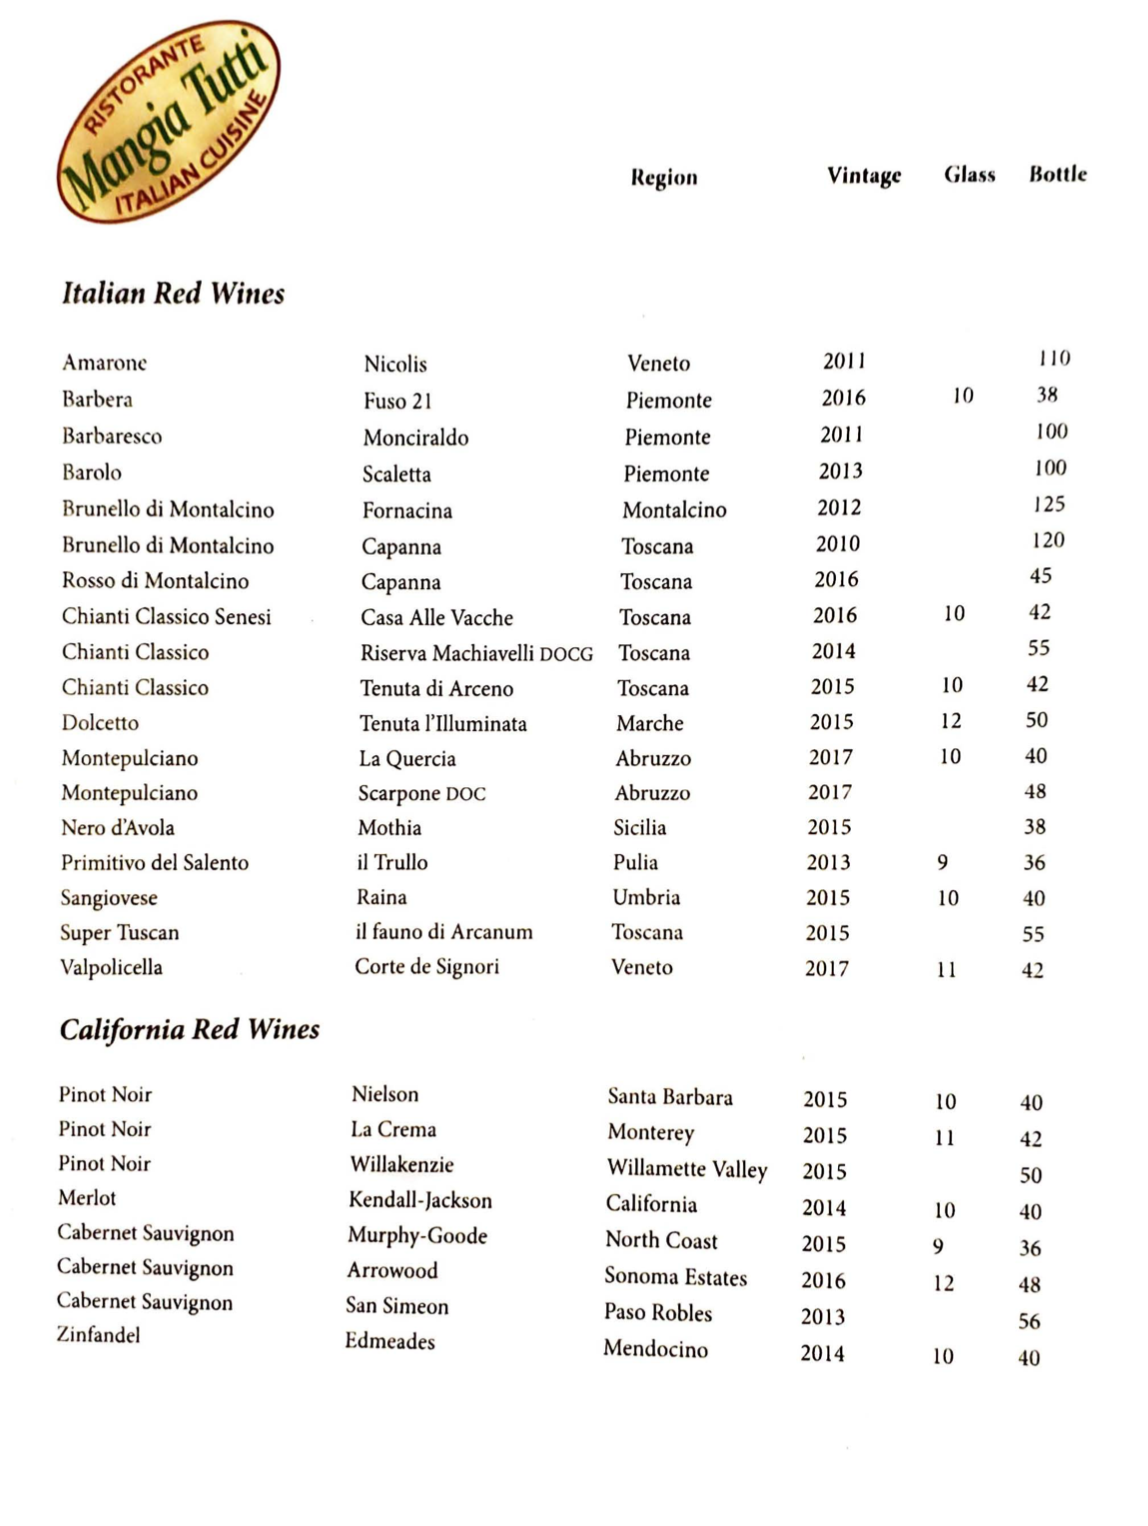 RISTORANTE
Mangia Tutti
ITALIAN CUISINE
Region Vintage Glass Bottle
Italian Red Wines
Amarone Nicolis Veneto 2011 110
Barbera Fuso 21 Piemonte 2016 10 38
Barbaresco Monciraldo Piemonte 2011 100
Barolo Scaletta Piemonte 2013 100
Brunello di Montalcino Fornacina Montalcino 2012 125
Brunello di Montalcino Capanna Toscana 2010 120
Rosso di Montalcino Capanna Toscana 2016 45
Chianti Classico Senesi Casa Alle Vacche Toscana 2016 10 42
Chianti Classico Riserva Machiavelli DOCG Toscana 2014 55
Chianti Classico Tenuta di Arceno Toscana 2015 10 42
Dolcetto Tenuta l'Illuminata Marche 2015 12 50
Montepulciano La Quercia Abruzzo 2017 10 40
Montepulciano Scarpone DOC Abruzzo 2017 48
Nero d'Avola Mothia Sicilia 2015 38
Primitivo del Salento il Trullo Pulia 2013 9 36
Sangiovese Raina Umbria 2015 10 40
Super Tuscan il fauno di Arcanum Toscana 2015 55
Valpolicella Corte de Signori Veneto 2017 11 42
California Red Wines
Pinot Noir Nielson Santa Barbara 2015 10 40
Pinot Noir La Crema Monterey 2015 11 42
Pinot Noir Willakenzie Willamette Valley 2015 50
Merlot Kendall-Jackson California 2014 10 40
Cabernet Sauvignon Murphy-Goode North Coast 2015 9 36
Cabernet Sauvignon Arrowood Sonoma Estates 2016 12 48
Cabernet Sauvignon San Simeon Paso Robles 2013 56
Zinfandel Edmeades Mendocino 2014 10 40